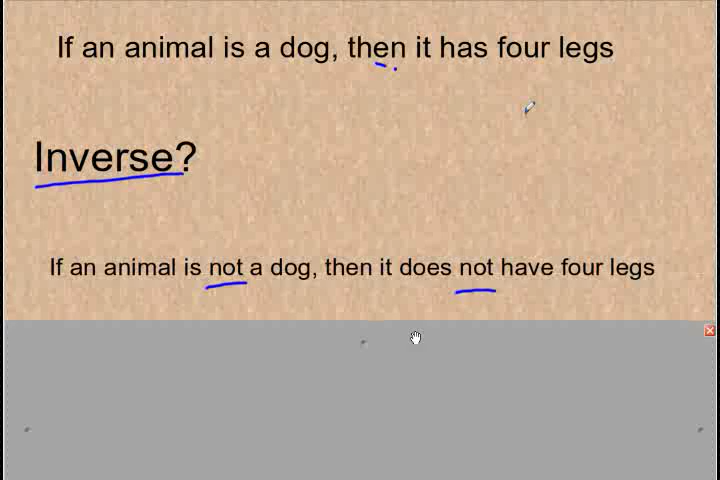 If an animal is a dog, then it has four legs
Inverse?
If an animal is not a dog, then it does not have four legs